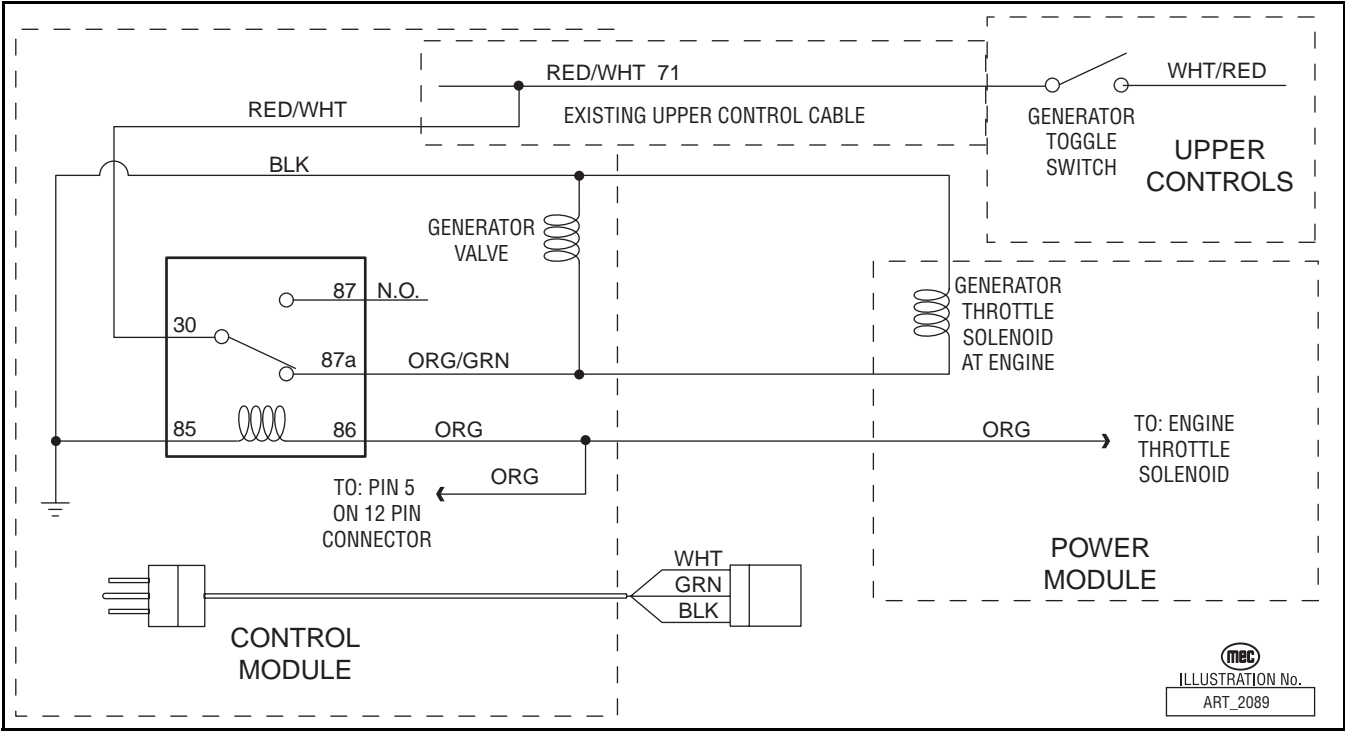 RED/WHT 71
WHT/RED
RED/WHT
EXISTING UPPER CONTROL CABLE
GENERATOR
TOGGLE
SWITCH
UPPER
CONTROLS
BLK
GENERATOR
VALVE
87 N.O.
30
87a ORG/GRN
GENERATOR
THROTTLE
SOLENOID
AT ENGINE
85
86 ORG
ORG
TO: ENGINE
THROTTLE
SOLENOID
TO: PIN 5
ON 12 PIN
CONNECTOR
ORG
WHT
GRN
BLK
POWER
MODULE
CONTROL
MODULE
mec
ILLUSTRATION No.
ART_2089